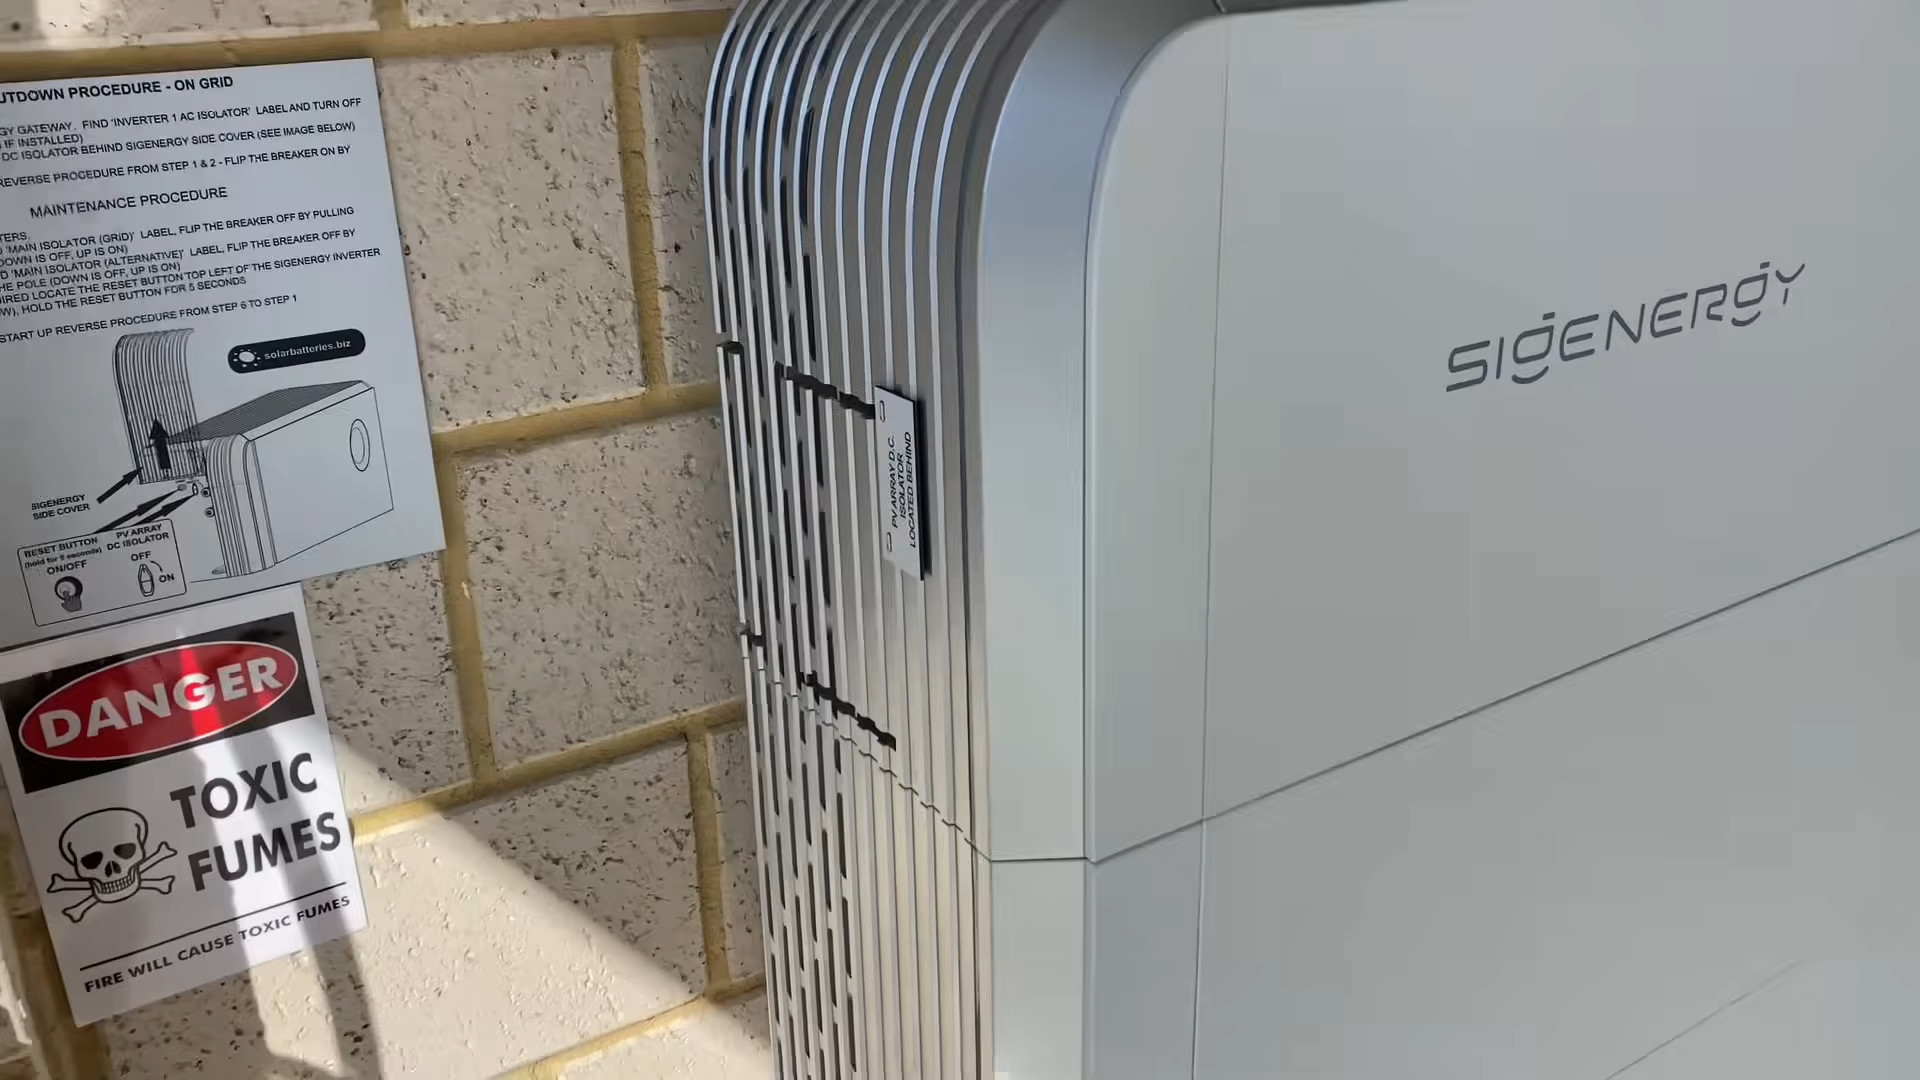 UTDOWN PROCEDURE - ON GRID
GY GATEWAY. FIND 'INVERTER 1 AC ISOLATOR' LABEL AND TURN OFF
IF INSTALLED)
DC ISOLATOR BEHIND SIGENERGY SIDE COVER (SEE IMAGE BELOW)
REVERSE PROCEDURE FROM STEP 1 & 2 - FLIP THE BREAKER ON BY
MAINTENANCE PROCEDURE
TERS.
'MAIN ISOLATOR (GRID)' LABEL, FLIP THE BREAKER OFF BY PULLING
DOWN IS OFF, UP IS ON)
D 'MAIN ISOLATOR (ALTERNATIVE)' LABEL, FLIP THE BREAKER OFF BY
HE POLE (DOWN IS OFF, UP IS ON)
IRED LOCATE THE RESET BUTTON TOP LEFT OF THE SIGENERGY INVERTER
W), HOLD THE RESET BUTTON FOR 5 SECONDS
START UP REVERSE PROCEDURE FROM STEP 6 TO STEP 1
solarbatteries.biz
SIGENERGY
SIDE COVER
RESET BUTTON
(hold for 5 seconds)
ON/OFF
PV ARRAY
DC ISOLATOR
OFF
ON
DANGER
TOXIC
FUMES
FIRE WILL CAUSE TOXIC FUMES
PV ARRAY D.C.
ISOLATOR
LOCATED BEHIND
SIGENERGY